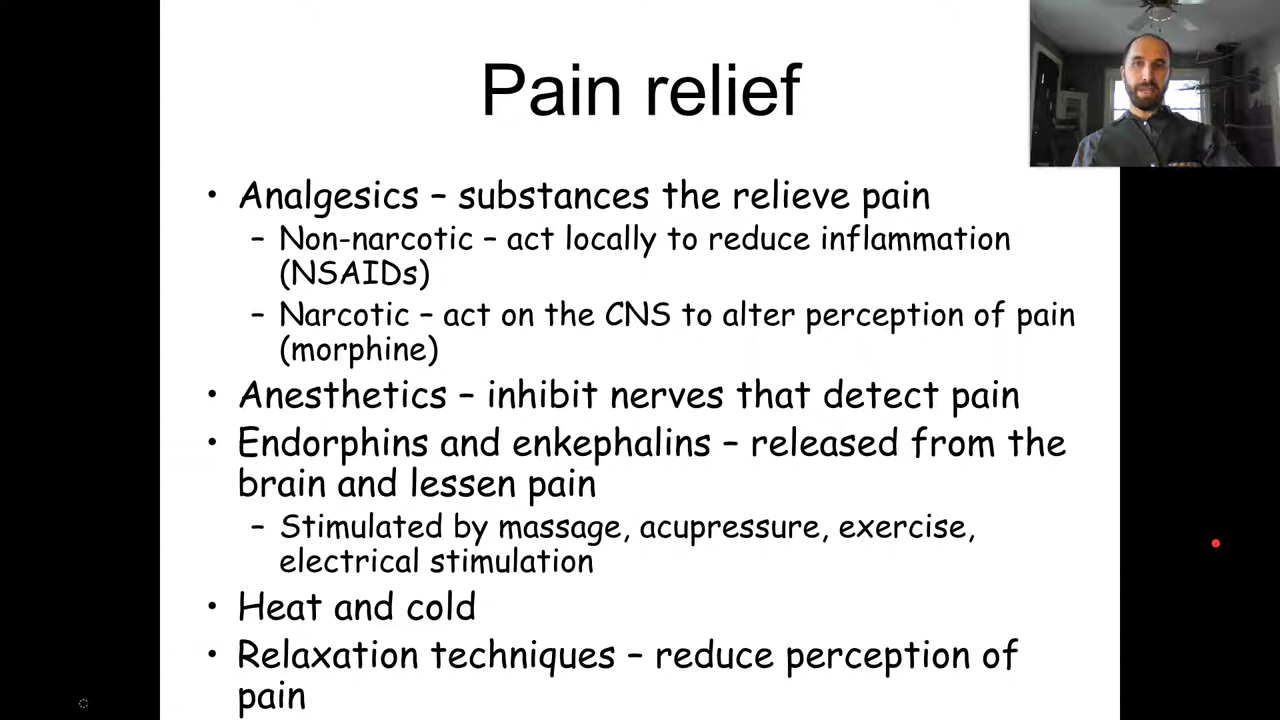 Pain relief
• Analgesics – substances the relieve pain
– Non-narcotic – act locally to reduce inflammation
(NSAIDs)
– Narcotic – act on the CNS to alter perception of pain
(morphine)
• Anesthetics – inhibit nerves that detect pain
• Endorphins and enkephalins – released from the
brain and lessen pain
– Stimulated by massage, acupressure, exercise,
electrical stimulation
• Heat and cold
• Relaxation techniques – reduce perception of
pain